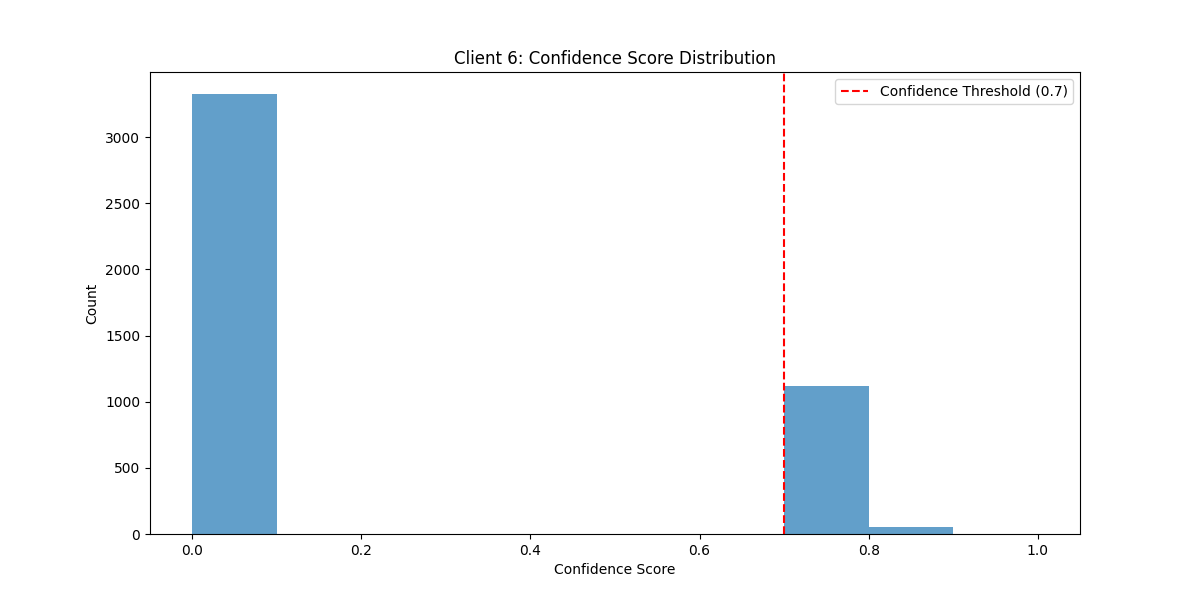 Client 6: Confidence Score Distribution
Confidence Threshold (0.7)
3000
2500
2000
1500
1000
500
0
Count
0.0 0.2 0.4 0.6 0.8 1.0
Confidence Score